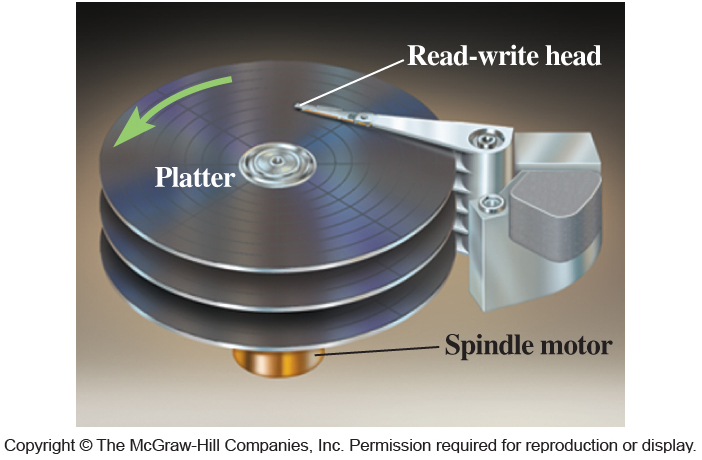 Read-write head
Platter
Spindle motor
Copyright © The McGraw-Hill Companies, Inc. Permission required for reproduction or display.